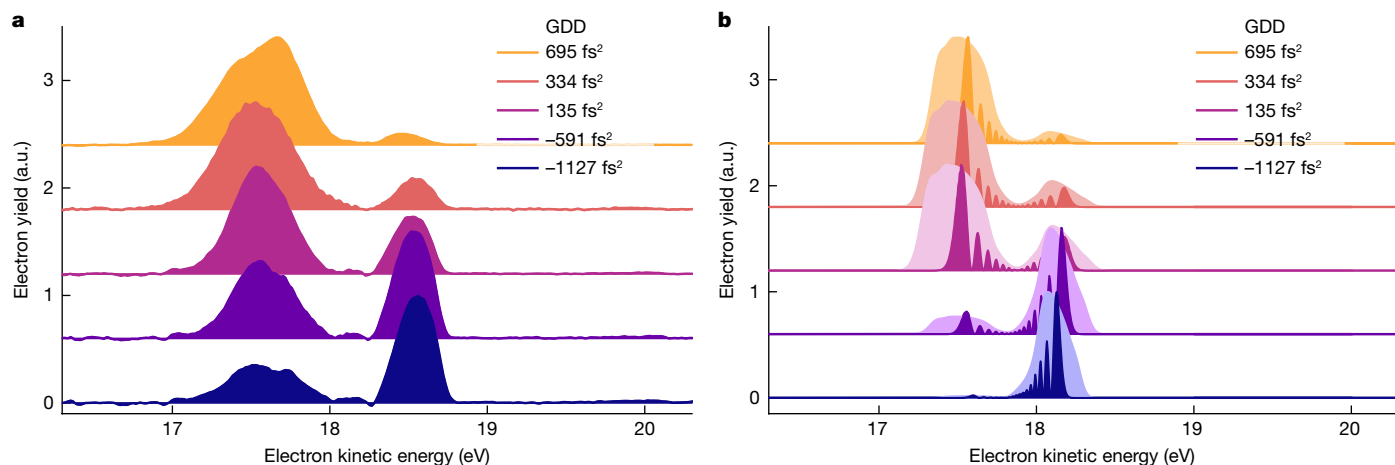 a
GDD
695 fs²
334 fs²
135 fs²
–591 fs²
–1127 fs²
3
2
1
0
Electron yield (a.u.)
17
18
19
20
Electron kinetic energy (eV)
b
GDD
695 fs²
334 fs²
135 fs²
–591 fs²
–1127 fs²
3
2
1
0
Electron yield (a.u.)
17
18
19
20
Electron kinetic energy (eV)